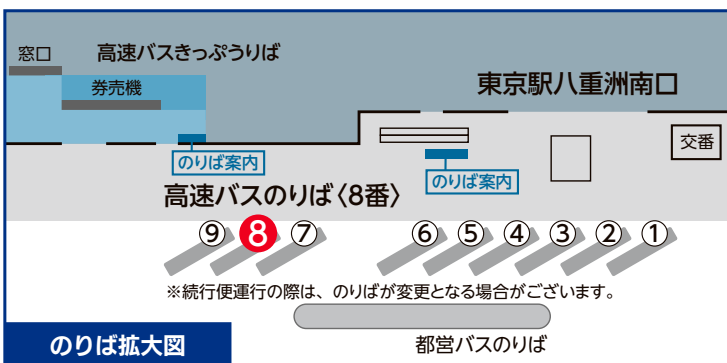 窓口
高速バスきっぷうりば
券売機
東京駅八重洲南口
交番
のりば案内
のりば案内
高速バスのりば〈8番〉
⑨ 8 ⑦ ⑥ ⑤ ④ ③ ② ①
※続行便運行の際は、のりばが変更となる場合がございます。
のりば拡大図
都営バスのりば